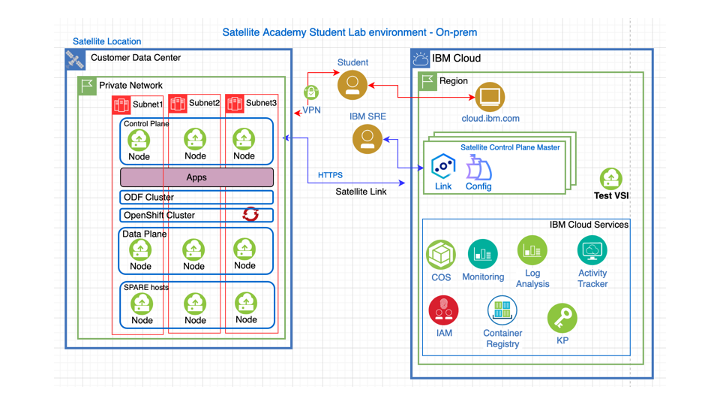 Satellite Academy Student Lab environment - On-prem
Satellite Location
Customer Data Center
Private Network
Subnet1
Subnet2
Subnet3
Control Plane
Node
Node
Node
Apps
ODF Cluster
OpenShift Cluster
Data Plane
Node
Node
Node
SPARE hosts
Node
Node
Node
Student
VPN
IBM SRE
HTTPS
Satellite Link
IBM Cloud
Region
cloud.ibm.com
Satellite Control Plane Master
Link
Config
Test VSI
IBM Cloud Services
COS
Monitoring
Log
Analysis
Activity
Tracker
IAM
Container
Registry
KP